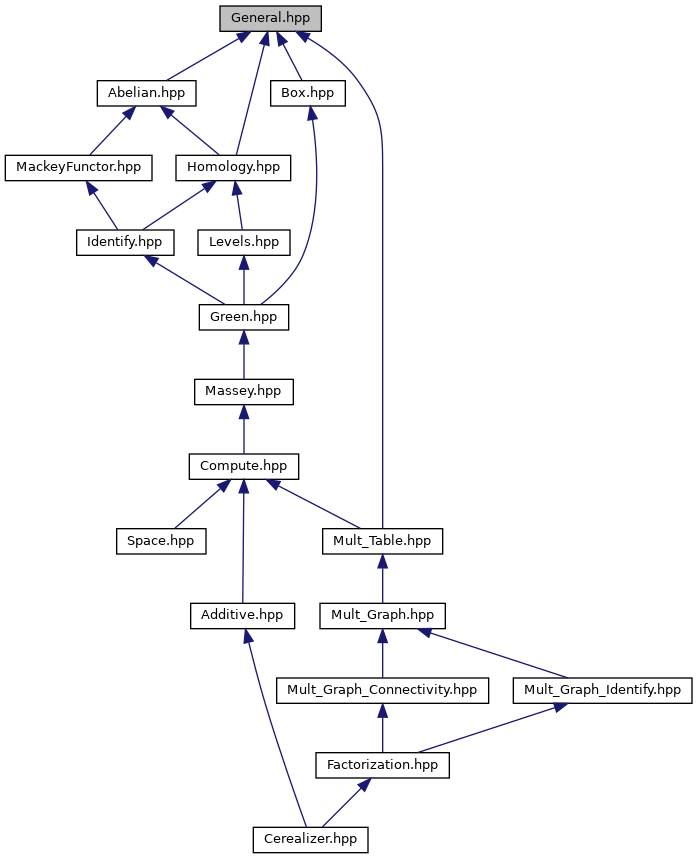 General.hpp
Abelian.hpp
Box.hpp
MackeyFunctor.hpp
Homology.hpp
Identify.hpp
Levels.hpp
Green.hpp
Massey.hpp
Compute.hpp
Space.hpp
Mult_Table.hpp
Additive.hpp
Mult_Graph.hpp
Mult_Graph_Connectivity.hpp
Mult_Graph_Identify.hpp
Factorization.hpp
Cerealizer.hpp